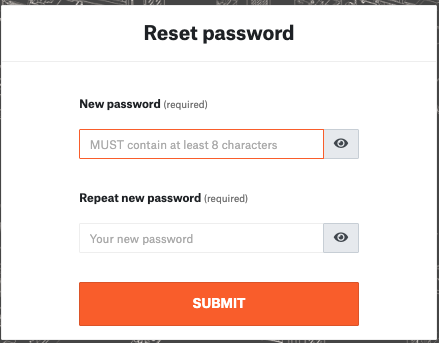 Reset password
New password (required)
MUST contain at least 8 characters
Repeat new password (required)
Your new password
SUBMIT